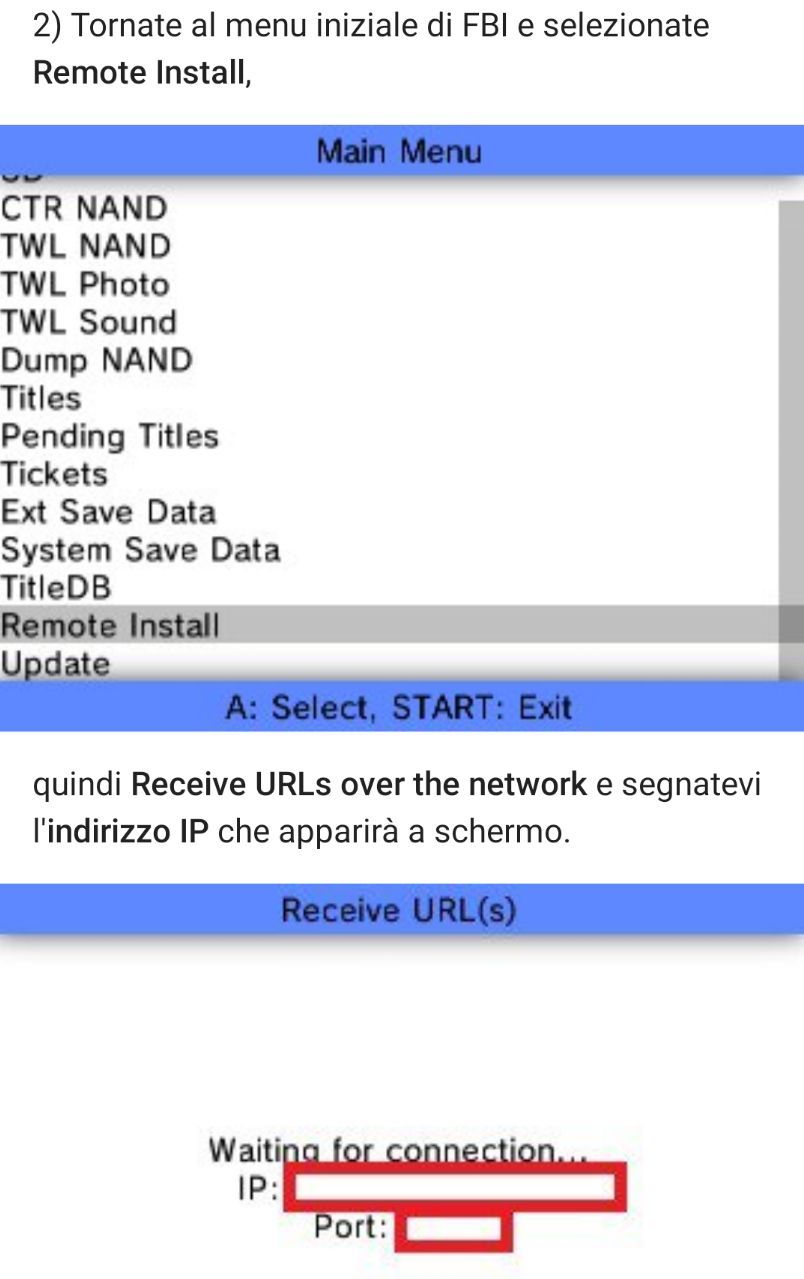 2) Tornate al menu iniziale di FBI e selezionate
Remote Install,
Main Menu
SD
CTR NAND
TWL NAND
TWL Photo
TWL Sound
Dump NAND
Titles
Pending Titles
Tickets
Ext Save Data
System Save Data
TitleDB
Remote Install
Update
A: Select, START: Exit
quindi Receive URLs over the network e segnatevi
l'indirizzo IP che apparirà a schermo.
Receive URL(s)
Waiting for connection...
IP:
Port: